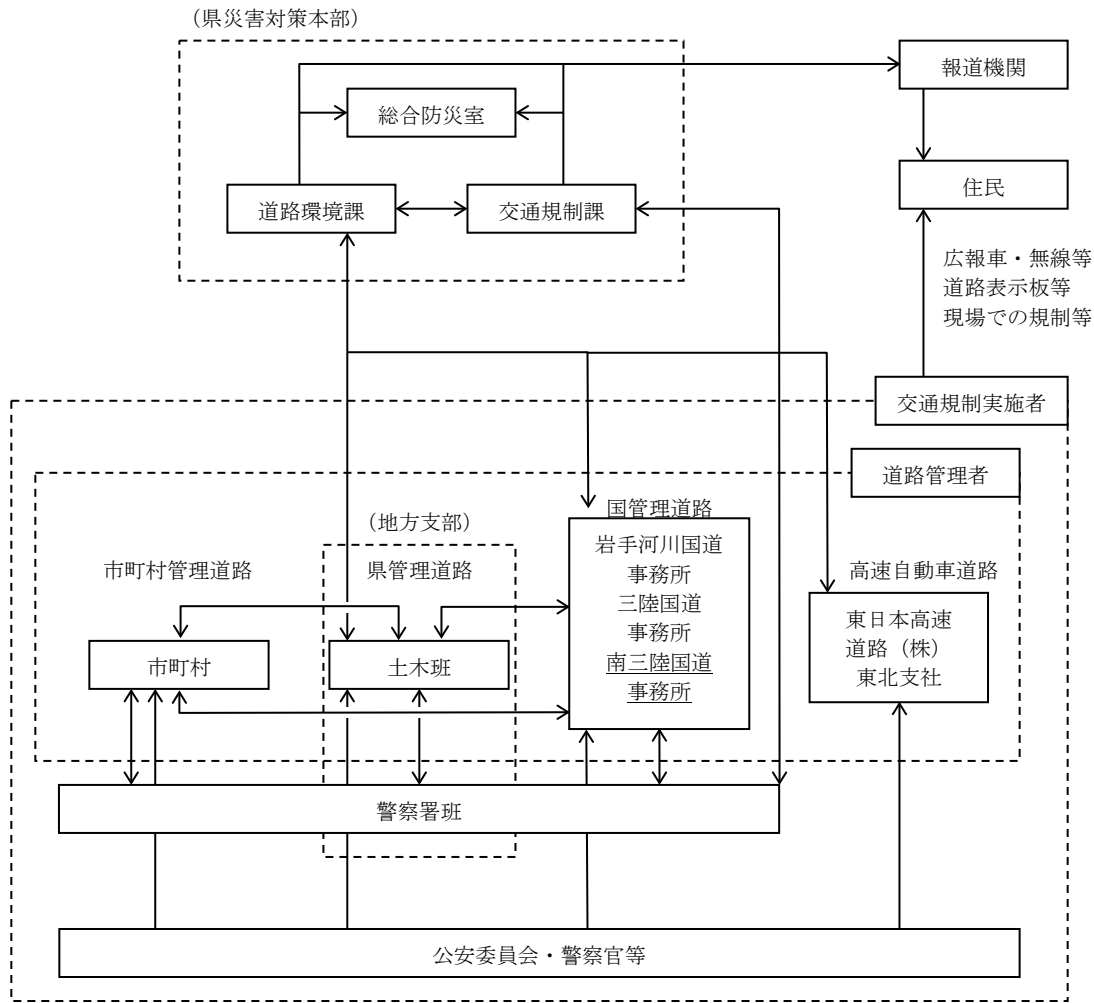 （県災害対策本部）
報道機関
総合防災室
住民
道路環境課
交通規制課
広報車・無線等
道路表示板等
現場での規制等
交通規制実施者
道路管理者
国管理道路
（地方支部）
岩手河川国道
事務所
三陸国道
事務所
南三陸国道
事務所
市町村管理道路
県管理道路
高速自動車道路
東日本高速
道路（株）
東北支社
市町村
土木班
警察署班
公安委員会・警察官等